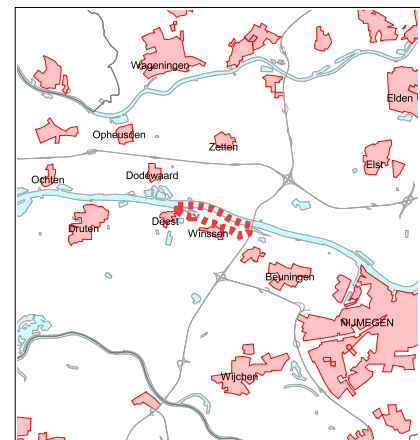 Wageningen
Elden
Opheusden
Zetten
Elst
Ochten
Dodewaard
Druten
Deest
Winssen
Beuningen
NIJMEGEN
Wijchen